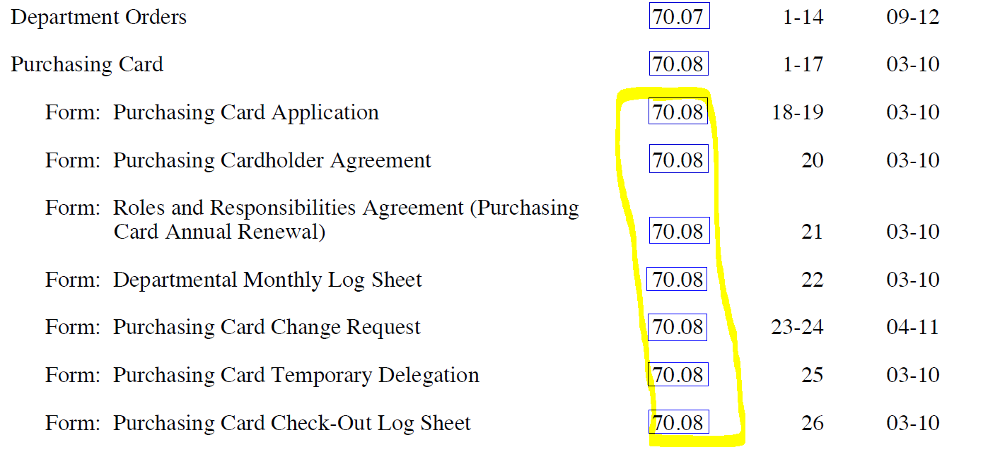 Department Orders 70.07 1-14 09-12
Purchasing Card 70.08 1-17 03-10
Form: Purchasing Card Application 70.08 18-19 03-10
Form: Purchasing Cardholder Agreement 70.08 20 03-10
Form: Roles and Responsibilities Agreement (Purchasing
Card Annual Renewal) 70.08 21 03-10
Form: Departmental Monthly Log Sheet 70.08 22 03-10
Form: Purchasing Card Change Request 70.08 23-24 04-11
Form: Purchasing Card Temporary Delegation 70.08 25 03-10
Form: Purchasing Card Check-Out Log Sheet 70.08 26 03-10